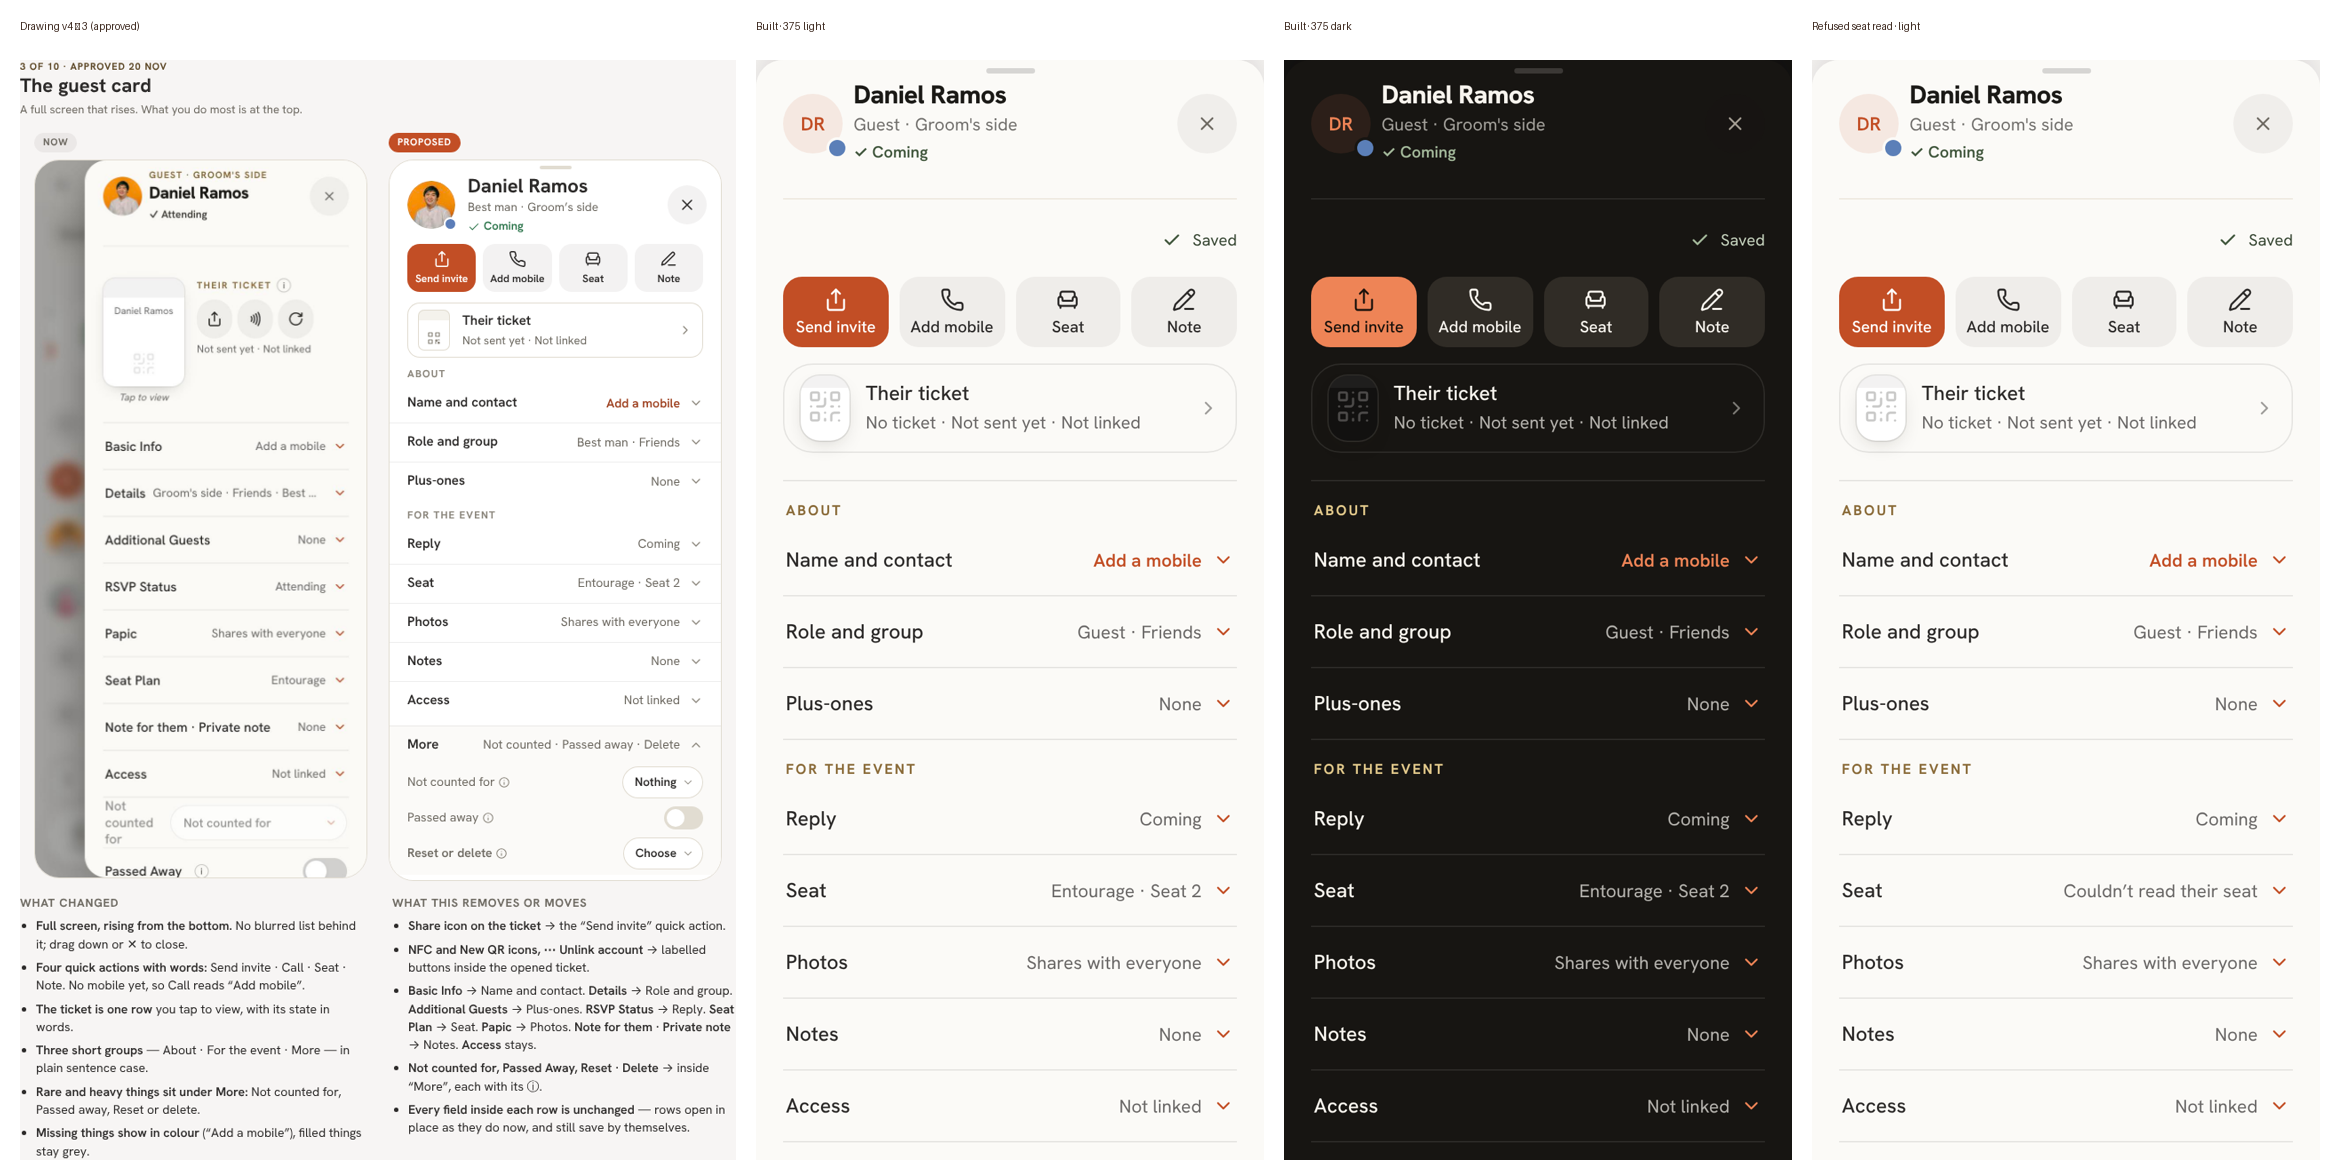 Drawing v4 3 (approved)
3 OF 10 · APPROVED 20 NOV
The guest card
A full screen that rises. What you do most is at the top.
NOW
GUEST · GROOM'S SIDE
Daniel Ramos
✓ Attending
Daniel Ramos
THEIR TICKET
Not sent yet · Not linked
Tap to view
Basic Info Add a mobile
Details Groom's side · Friends · Best ...
Additional Guests None
RSVP Status Attending
Papic Shares with everyone
Seat Plan Entourage
Note for them · Private note None
Access Not linked
Not counted for Not counted for
Passed Away
PROPOSED
Daniel Ramos
Best man · Groom's side
✓ Coming
Send invite Add mobile Seat Note
Their ticket
Not sent yet · Not linked
ABOUT
Name and contact Add a mobile
Role and group Best man · Friends
Plus-ones None
FOR THE EVENT
Reply Coming
Seat Entourage · Seat 2
Photos Shares with everyone
Notes None
Access Not linked
More Not counted · Passed away · Delete
Not counted for Nothing
Passed away
Reset or delete Choose
WHAT CHANGED
• Full screen, rising from the bottom. No blurred list behind
it; drag down or ✕ to close.
• Four quick actions with words: Send invite · Call · Seat ·
Note. No mobile yet, so Call reads “Add mobile”.
• The ticket is one row you tap to view, with its state in
words.
• Three short groups — About · For the event · More — in
plain sentence case.
• Rare and heavy things sit under More: Not counted for,
Passed away, Reset or delete.
• Missing things show in colour (“Add a mobile”), filled things
stay grey.
WHAT THIS REMOVES OR MOVES
• Share icon on the ticket → the “Send invite” quick action.
• NFC and New QR icons, ··· Unlink account → labelled
buttons inside the opened ticket.
• Basic Info → Name and contact. Details → Role and group.
Additional Guests → Plus-ones. RSVP Status → Reply. Seat
Plan → Seat. Papic → Photos. Note for them · Private note
→ Notes. Access stays.
• Not counted for, Passed Away, Reset · Delete → inside
“More”, each with its ⓘ.
• Every field inside each row is unchanged — rows open in
place as they do now, and still save by themselves.
Built · 375 light
DR
Daniel Ramos
Guest · Groom's side
✓ Coming
✓ Saved
Send invite Add mobile Seat Note
Their ticket
No ticket · Not sent yet · Not linked
ABOUT
Name and contact Add a mobile
Role and group Guest · Friends
Plus-ones None
FOR THE EVENT
Reply Coming
Seat Entourage · Seat 2
Photos Shares with everyone
Notes None
Access Not linked
Built · 375 dark
DR
Daniel Ramos
Guest · Groom's side
✓ Coming
✓ Saved
Send invite Add mobile Seat Note
Their ticket
No ticket · Not sent yet · Not linked
ABOUT
Name and contact Add a mobile
Role and group Guest · Friends
Plus-ones None
FOR THE EVENT
Reply Coming
Seat Entourage · Seat 2
Photos Shares with everyone
Notes None
Access Not linked
Refused seat read · light
DR
Daniel Ramos
Guest · Groom's side
✓ Coming
✓ Saved
Send invite Add mobile Seat Note
Their ticket
No ticket · Not sent yet · Not linked
ABOUT
Name and contact Add a mobile
Role and group Guest · Friends
Plus-ones None
FOR THE EVENT
Reply Coming
Seat Couldn’t read their seat
Photos Shares with everyone
Notes None
Access Not linked